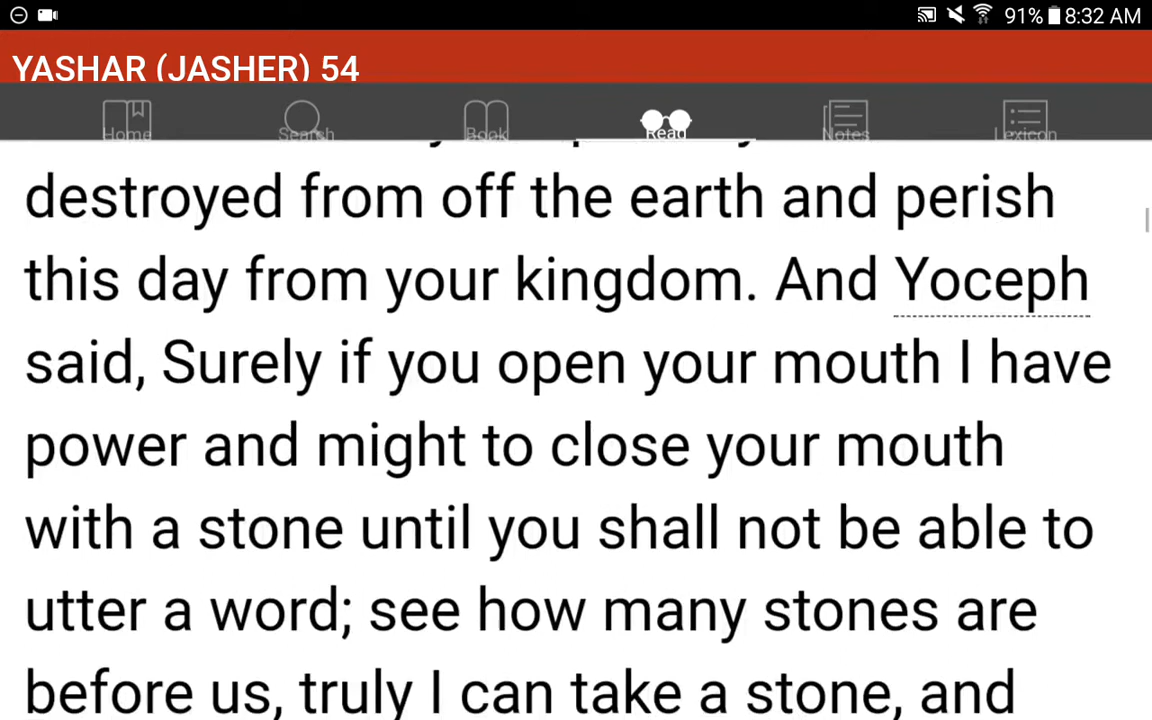 91% 8:32 AM
YASHAR (JASHER) 54
Home Search Book Read Notes Lexicon
destroyed from off the earth and perish
this day from your kingdom. And Yoceph
said, Surely if you open your mouth I have
power and might to close your mouth
with a stone until you shall not be able to
utter a word; see how many stones are
before us, truly I can take a stone, and